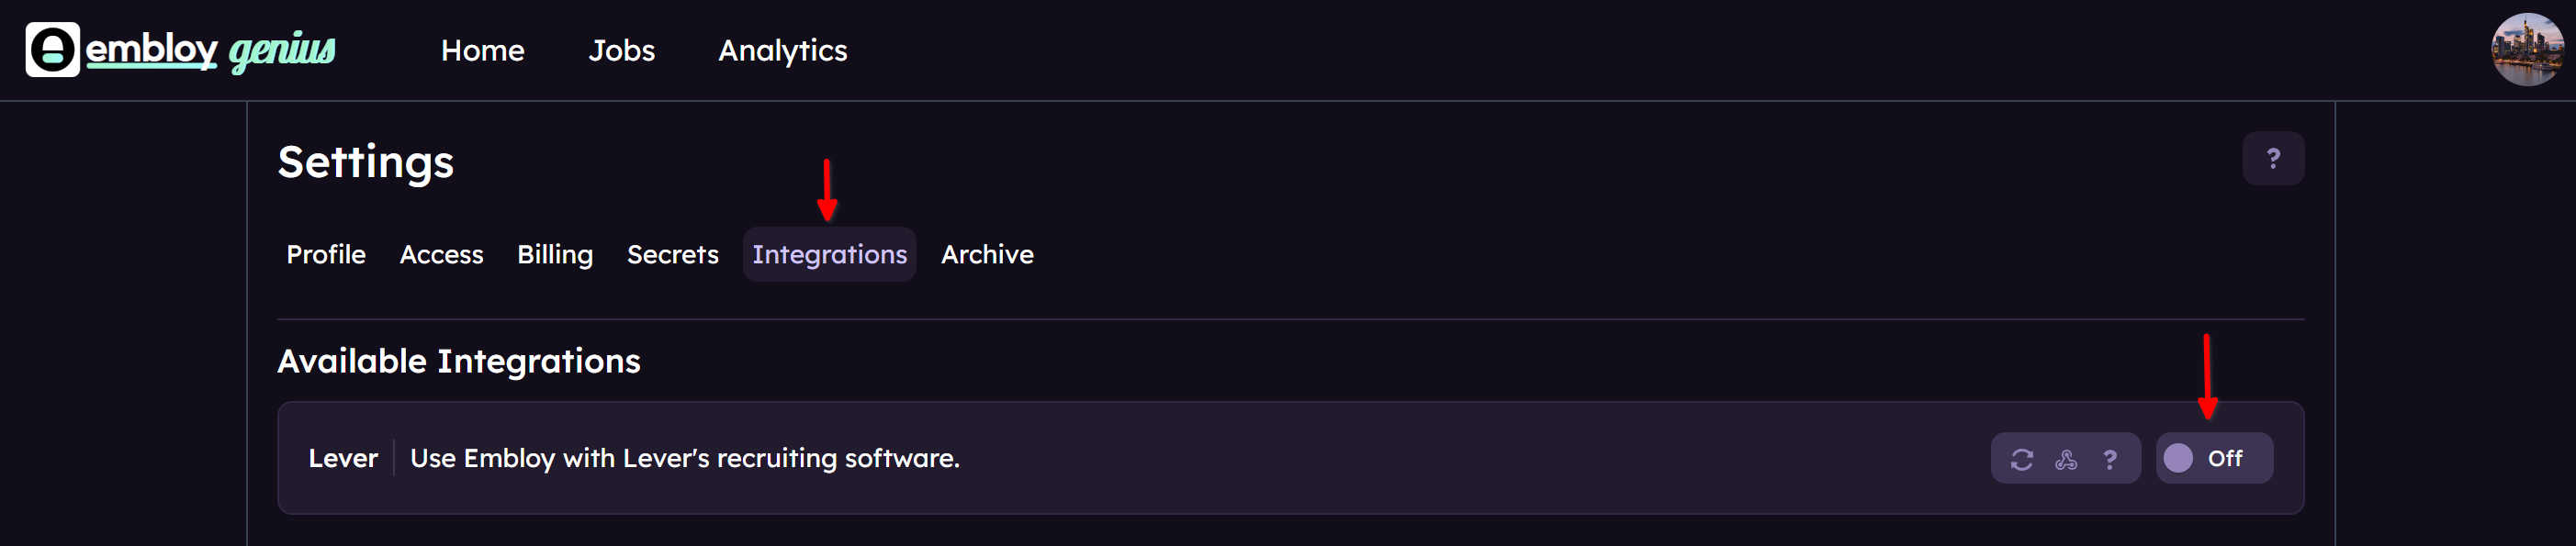 embloy genius Home Jobs Analytics
Settings
?
Profile Access Billing Secrets Integrations Archive
Available Integrations
Lever Use Embloy with Lever's recruiting software. ? Off